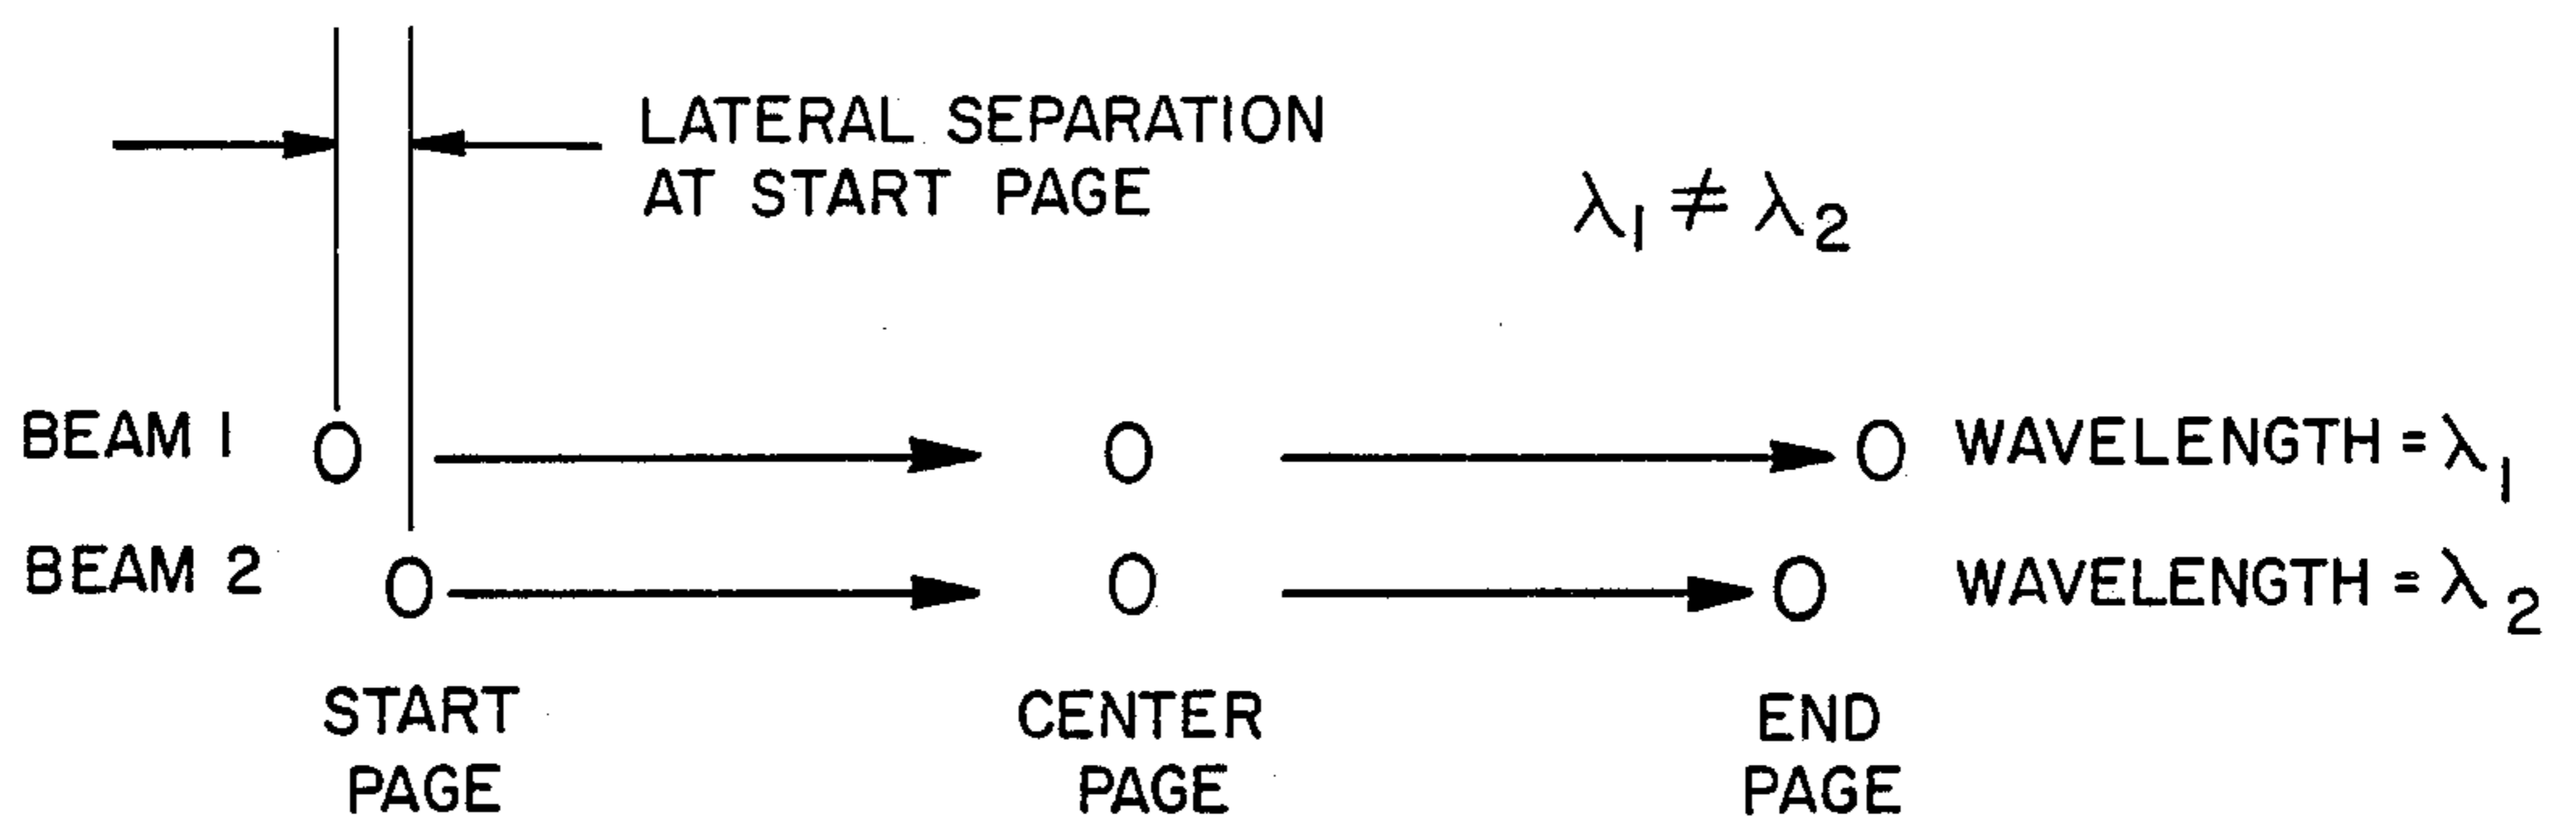 LATERAL SEPARATION
AT START PAGE
λ1 ≠ λ2
BEAM 1
WAVELENGTH = λ1
BEAM 2
WAVELENGTH = λ2
START
PAGE
CENTER
PAGE
END
PAGE